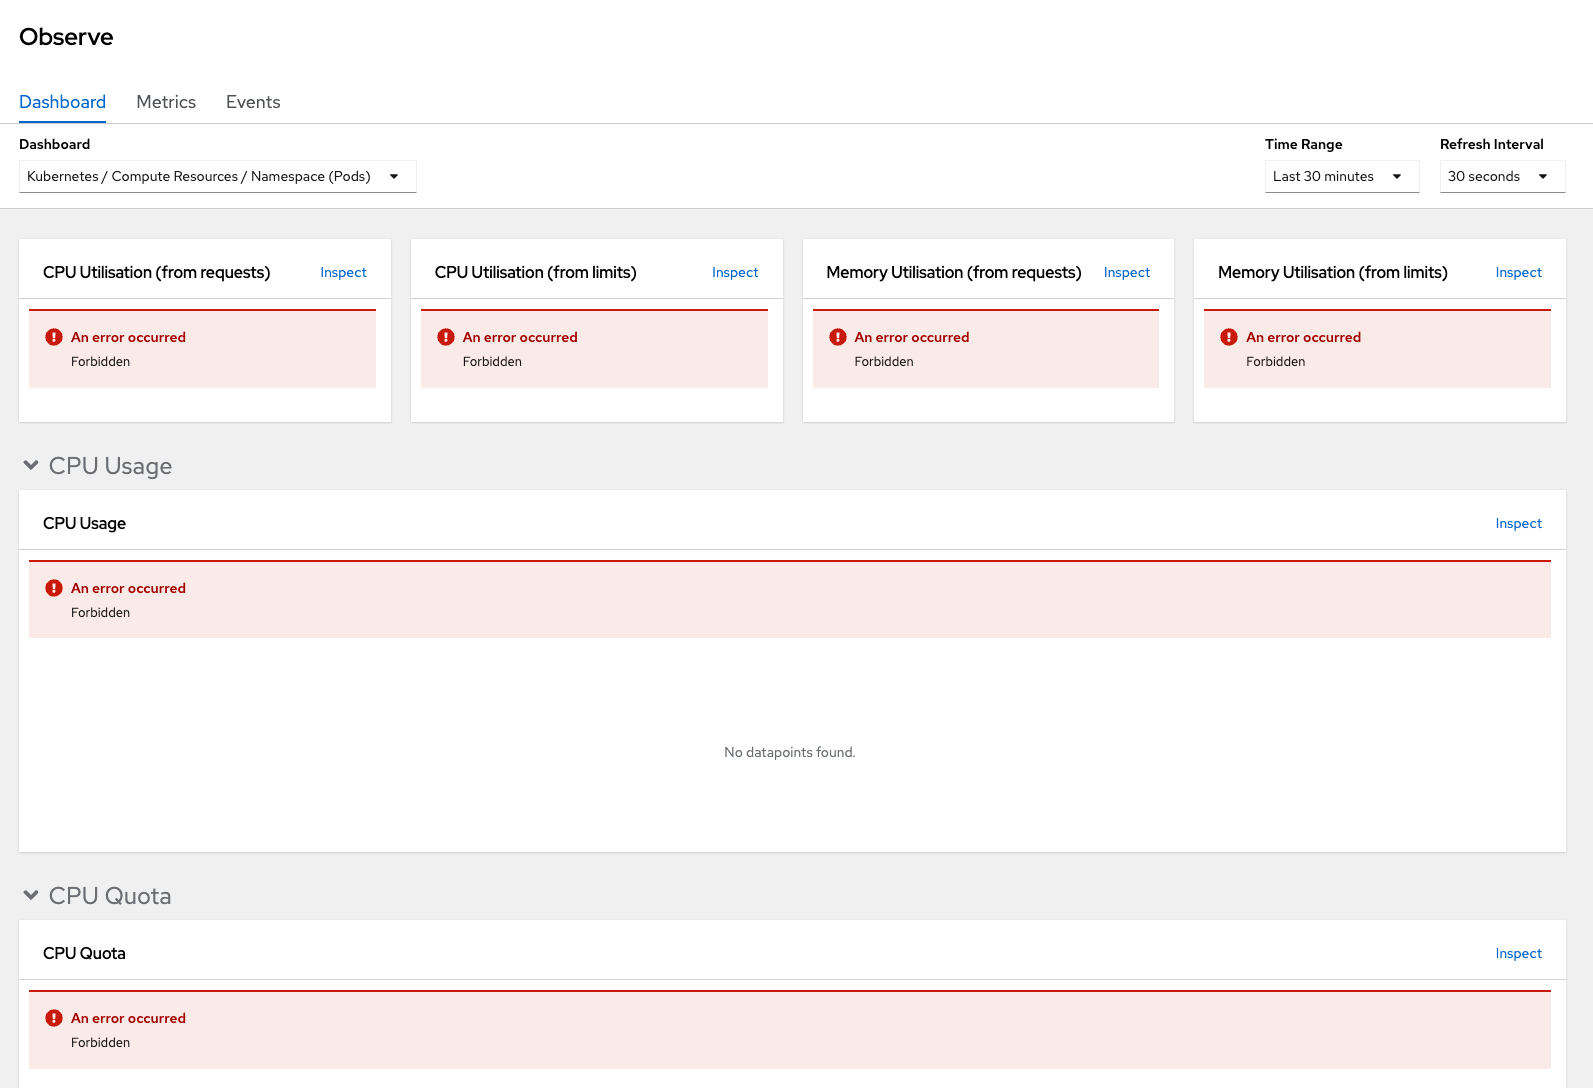 Observe
Dashboard Metrics Events
Dashboard
Time Range
Refresh Interval
Kubernetes / Compute Resources / Namespace (Pods)
Last 30 minutes
30 seconds
CPU Utilisation (from requests) Inspect
An error occurred
Forbidden
CPU Utilisation (from limits) Inspect
An error occurred
Forbidden
Memory Utilisation (from requests) Inspect
An error occurred
Forbidden
Memory Utilisation (from limits) Inspect
An error occurred
Forbidden
CPU Usage
CPU Usage Inspect
An error occurred
Forbidden
No datapoints found.
CPU Quota
CPU Quota Inspect
An error occurred
Forbidden